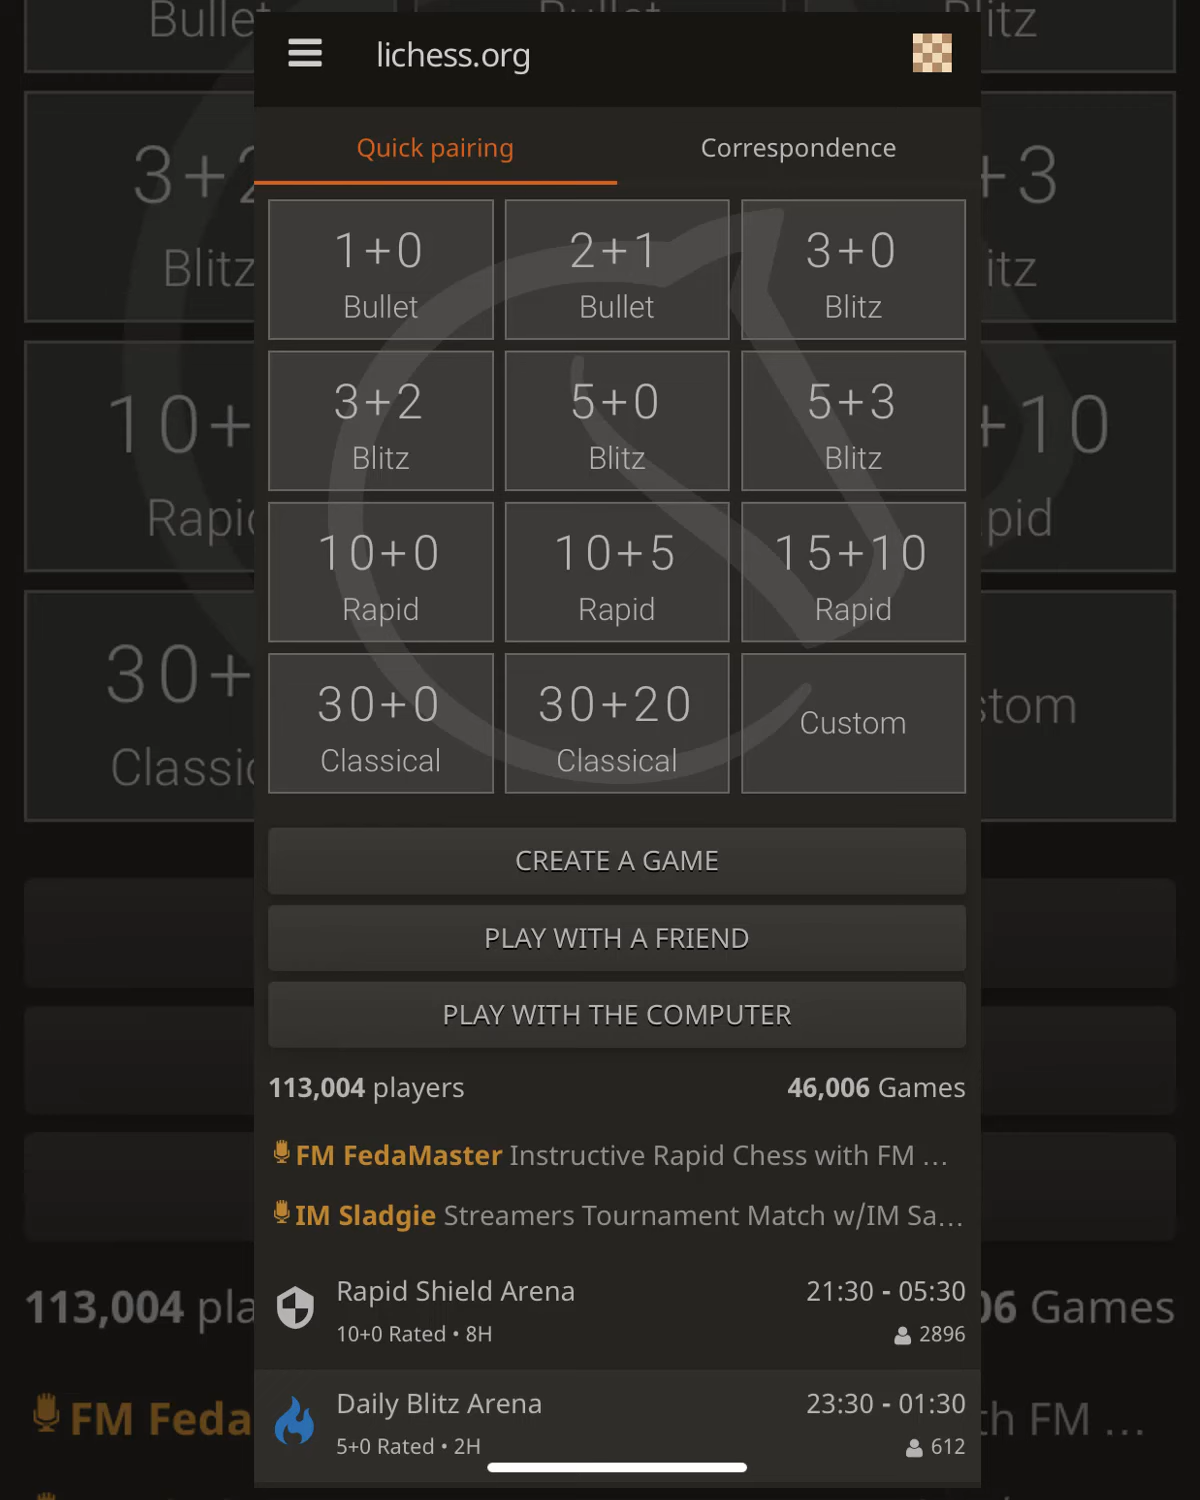 lichess.org
Quick pairing Correspondence
1+0 2+1 3+0
Bullet Bullet Blitz
3+2 5+0 5+3
Blitz Blitz Blitz
10+0 10+5 15+10
Rapid Rapid Rapid
30+0 30+20 Custom
Classical Classical
CREATE A GAME
PLAY WITH A FRIEND
PLAY WITH THE COMPUTER
113,004 players 46,006 Games
FM FedaMaster Instructive Rapid Chess with FM ...
IM Sladgie Streamers Tournament Match w/IM Sa...
Rapid Shield Arena 21:30 - 05:30
10+0 Rated • 8H 2896
Daily Blitz Arena 23:30 - 01:30
5+0 Rated • 2H 612